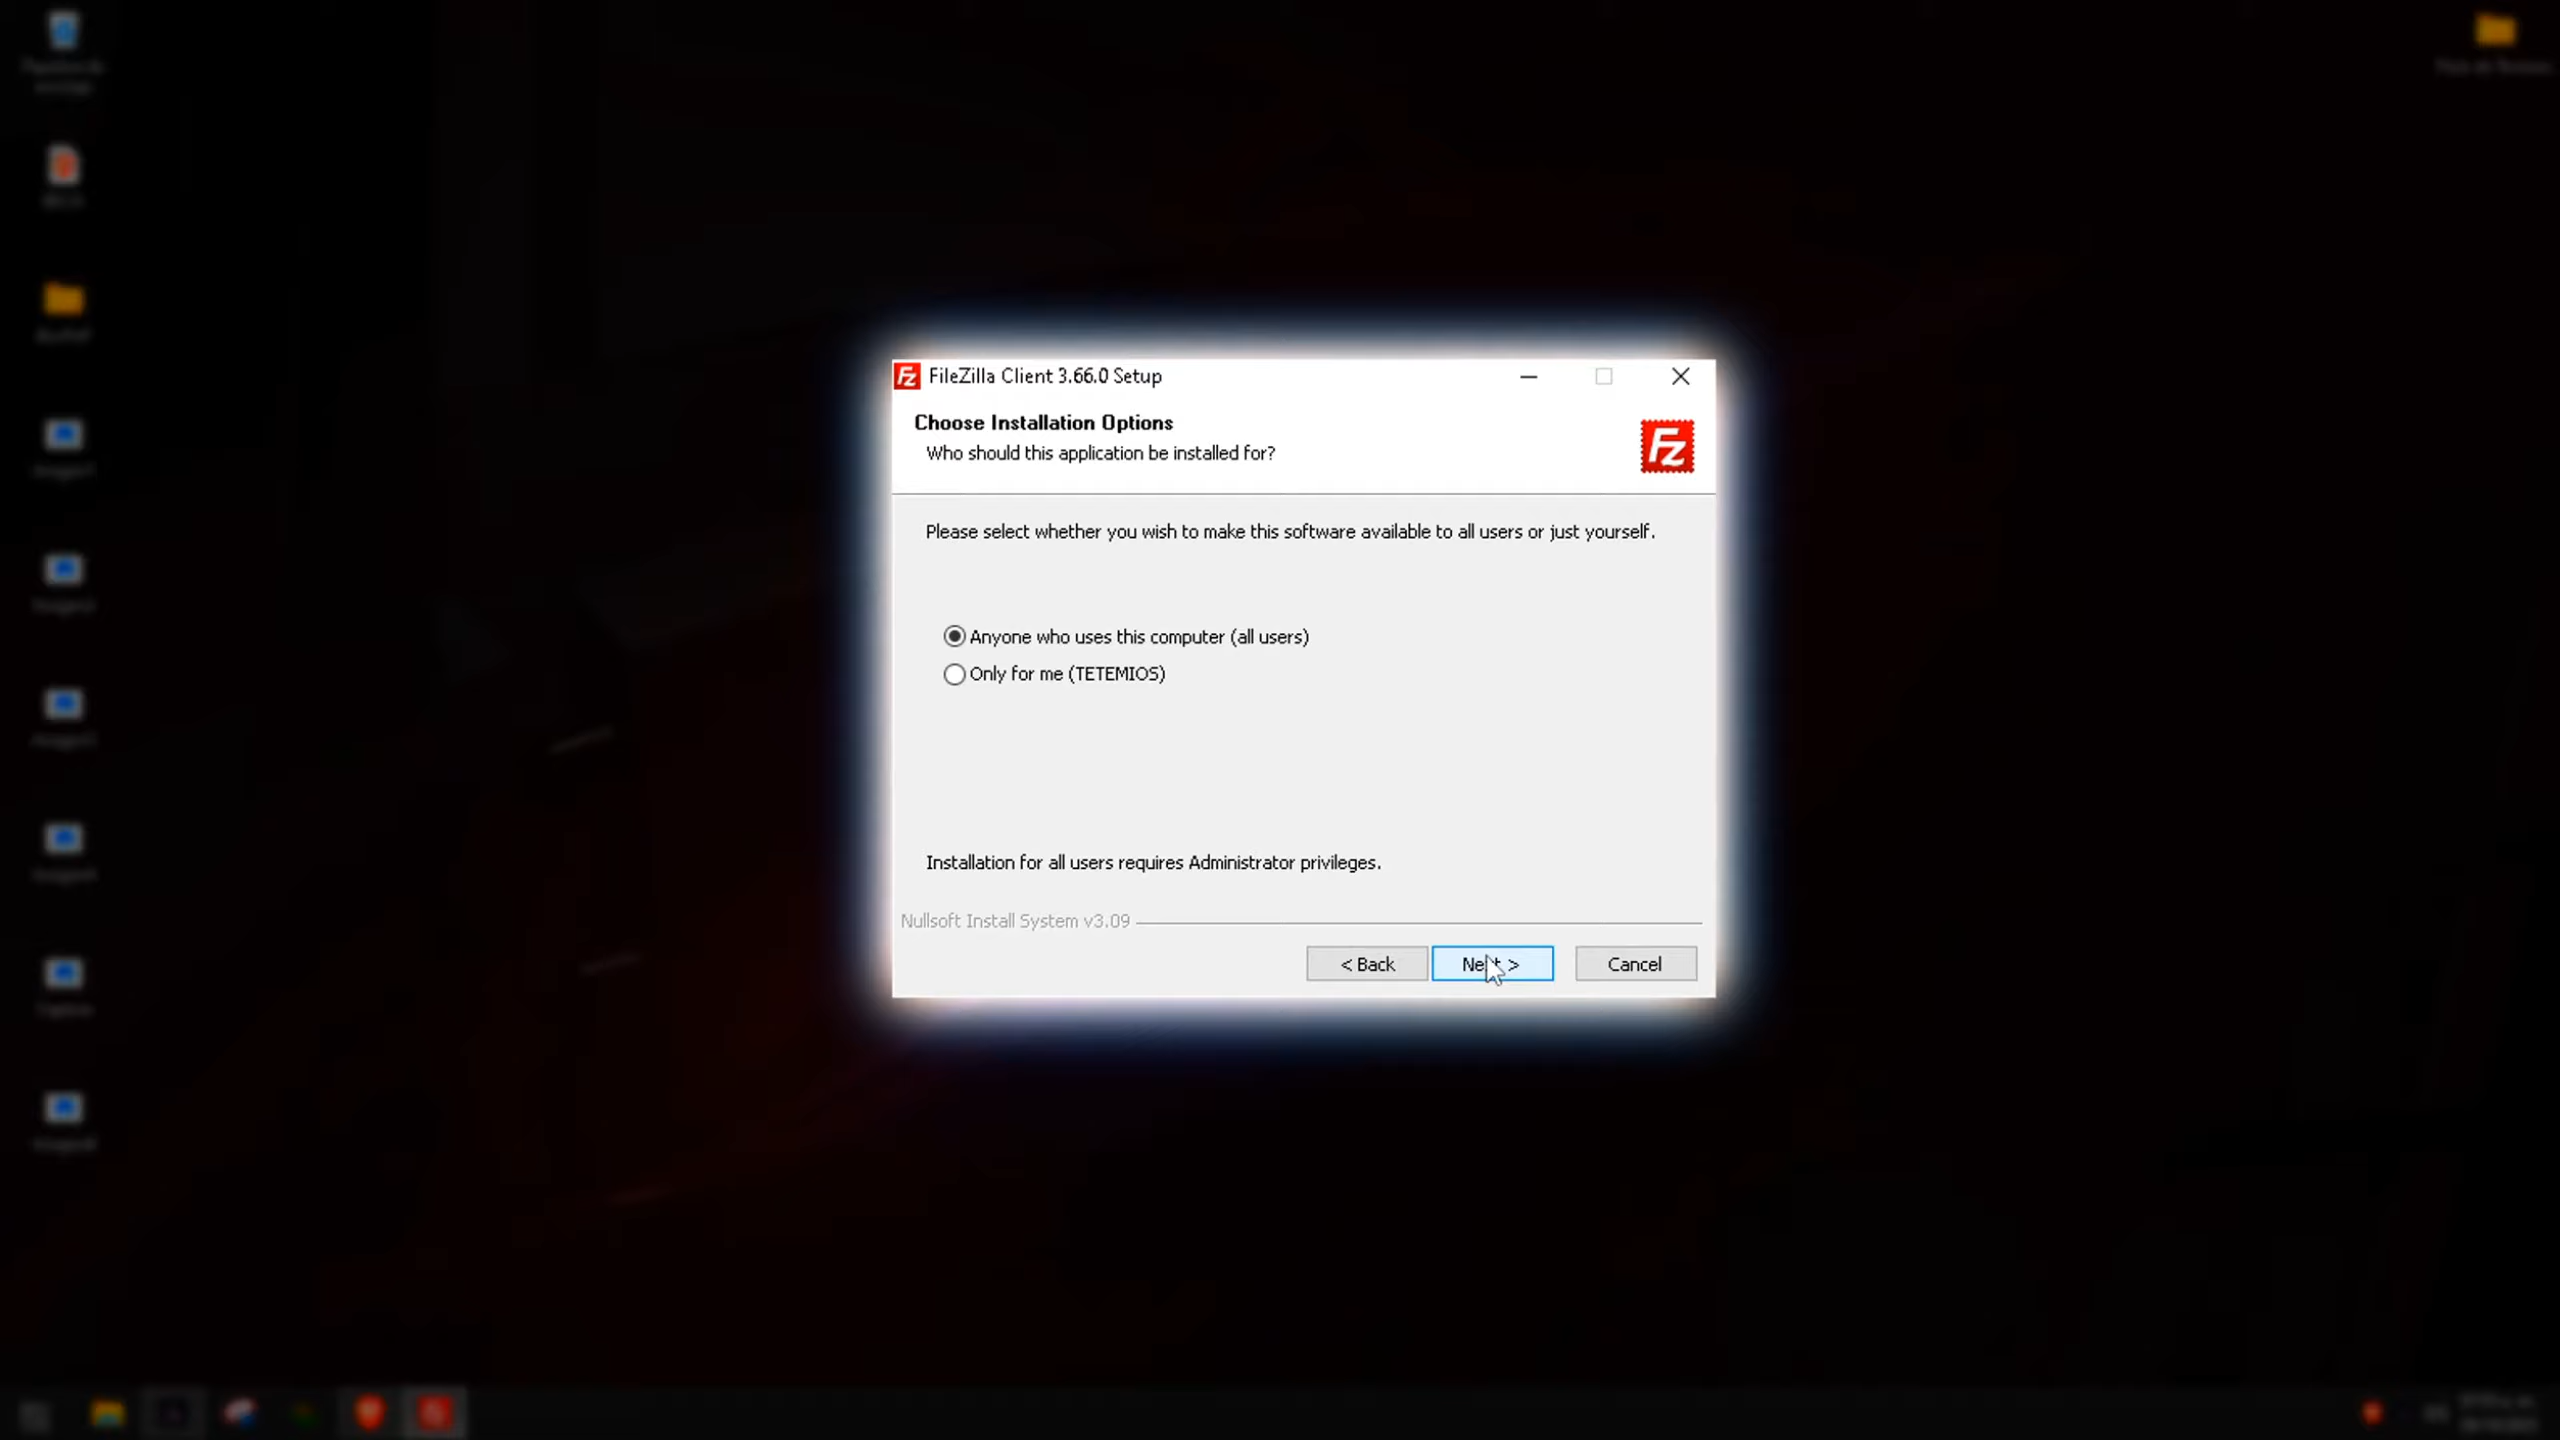 FileZilla Client 3.66.0 Setup
Choose Installation Options
Who should this application be installed for?
Please select whether you wish to make this software available to all users or just yourself.
Anyone who uses this computer (all users)
Only for me (TETEMIOS)
Installation for all users requires Administrator privileges.
Nullsoft Install System v3.09
< Back
Next >
Cancel